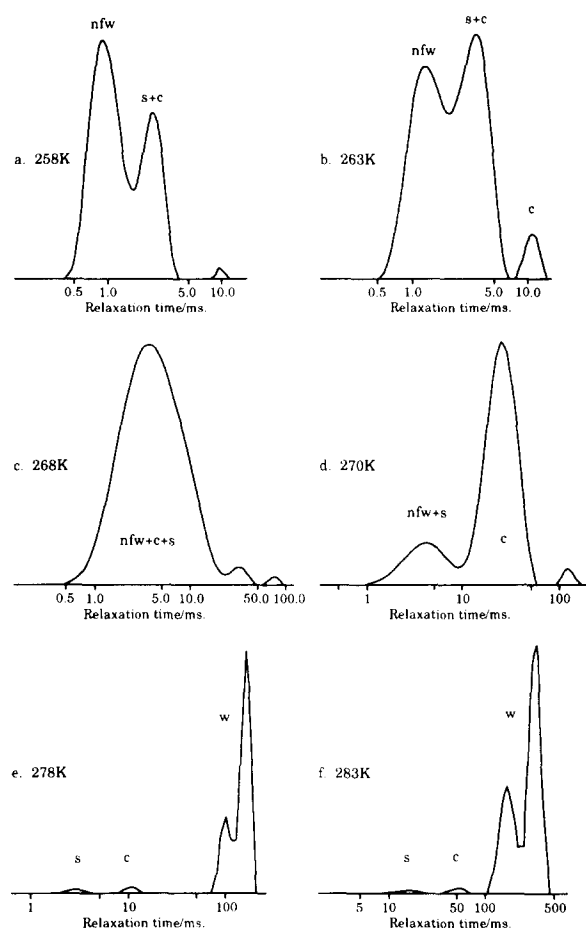 nfw
s+c
a. 258K
0.5 1.0 5.0 10.0
Relaxation time/ms.
nfw
s+c
c
b. 263K
0.5 1.0 5.0 10.0
Relaxation time/ms.
c. 268K
nfw+c+s
0.5 1.0 5.0 10.0 50.0 100.0
Relaxation time/ms.
d. 270K
nfw+s
c
1 10 100
Relaxation time/ms.
w
e. 278K
s
c
1 10 100
Relaxation time/ms.
w
f. 283K
s
c
5 10 50 100 500
Relaxation time/ms.